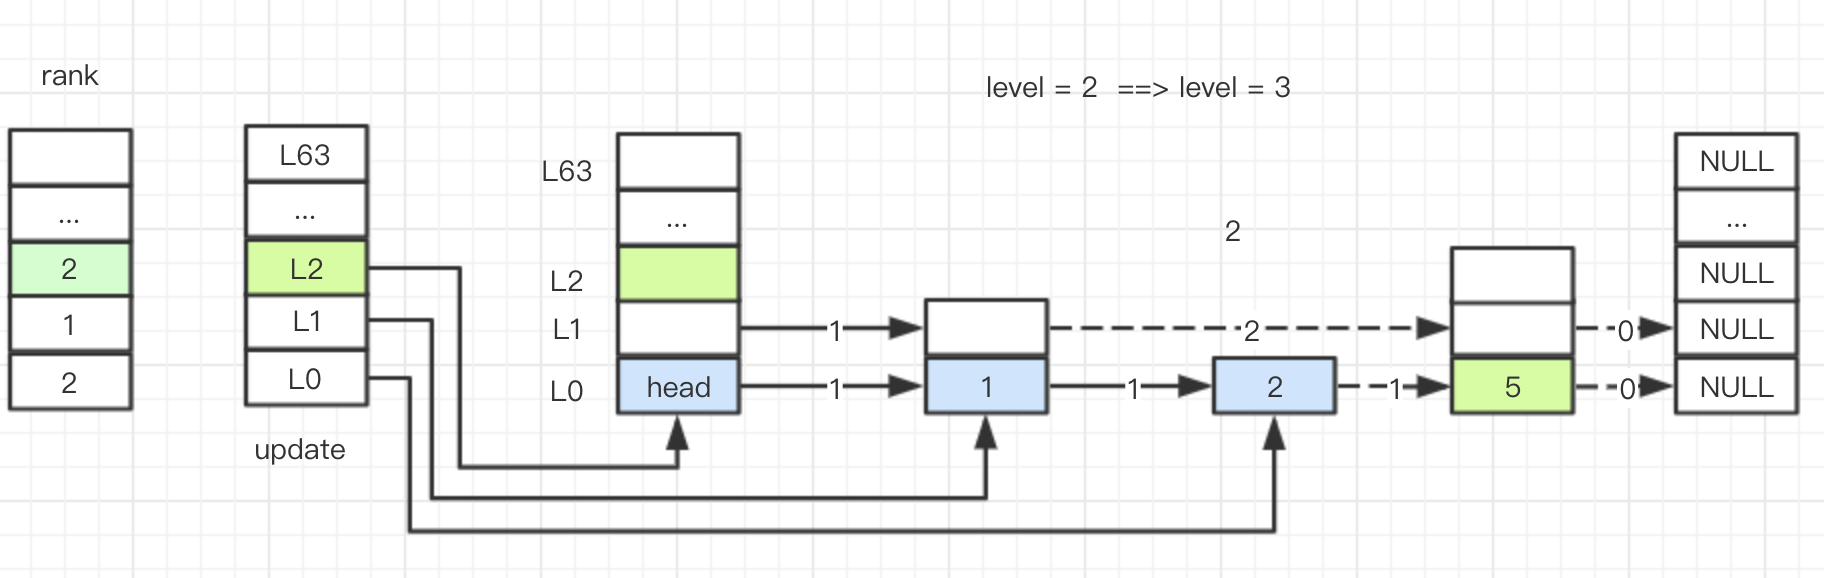 rank
level = 2 ==> level = 3
L63
NULL
L63
...
...
...
...
2
2
L2
L2
NULL
1
L1
L1
1
2
0
NULL
2
L0
L0
head
1
1
1
2
1
5
0
NULL
update